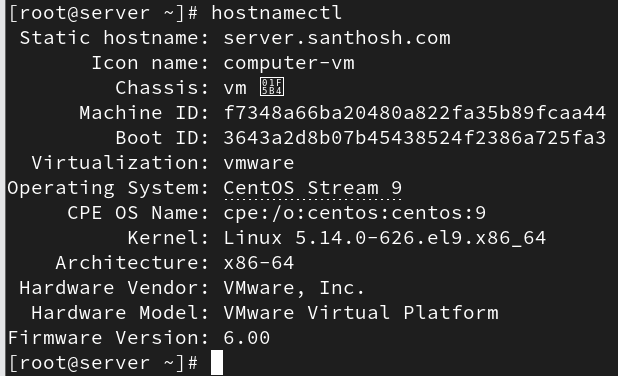 [root@server ~]# hostnamectl
Static hostname: server.santhosh.com
Icon name: computer-vm
Chassis: vm 🖴
Machine ID: f7348a66ba20480a822fa35b89fcaa44
Boot ID: 3643a2d8b07b45438524f2386a725fa3
Virtualization: vmware
Operating System: CentOS Stream 9
CPE OS Name: cpe:/o:centos:centos:9
Kernel: Linux 5.14.0-626.el9.x86_64
Architecture: x86-64
Hardware Vendor: VMware, Inc.
Hardware Model: VMware Virtual Platform
Firmware Version: 6.00
[root@server ~]#